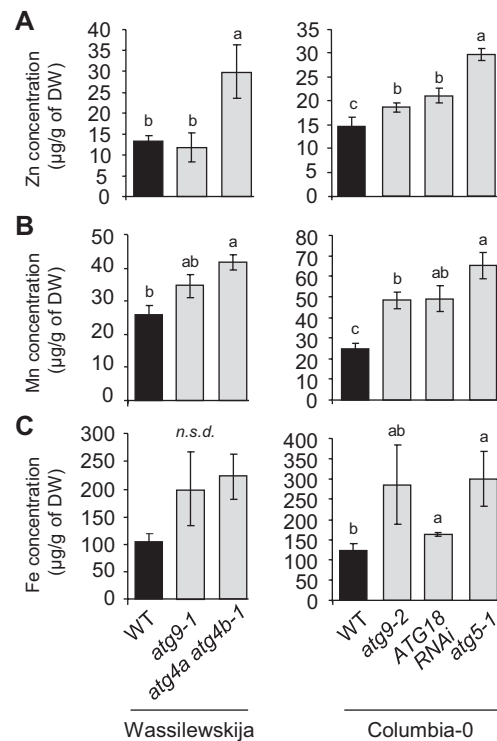 A
Zn concentration
(µg/g of DW)
40
35
30
25
20
15
10
5
0
b
b
a
35
30
25
20
15
10
5
0
c
b
b
a
B
Mn concentration
(µg/g of DW)
50
40
30
20
10
0
b
ab
a
80
70
60
50
40
30
20
10
0
c
b
ab
a
C
Fe concentration
(µg/g of DW)
300
250
200
150
100
50
0
n.s.d.
400
350
300
250
200
150
100
50
0
b
ab
a
a
WT
atg9-1
atg4a atg4b-1
WT
atg9-2
ATG18
RNAi
atg5-1
Wassilewskija
Columbia-0